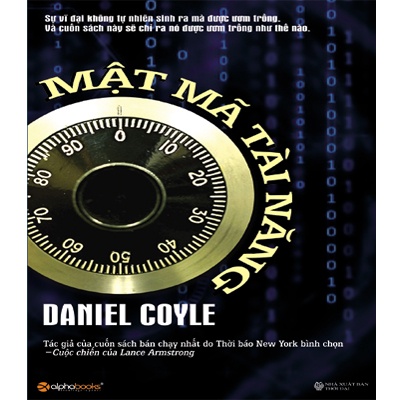 Sự vĩ đại không tự nhiên sinh ra mà được ươm trồng.
Và cuốn sách này sẽ chỉ ra nó được ươm trồng như thế nào.
MẬT MÃ TÀI NĂNG
0
90
80
70
60
50
40
30
20
10
DANIEL COYLE
Tác giả của cuốn sách bán chạy nhất do Thời báo New York bình chọn
—Cuộc chiến của Lance Armstrong
alphabooks
NHÀ XUẤT BẢN
THỜI ĐẠI